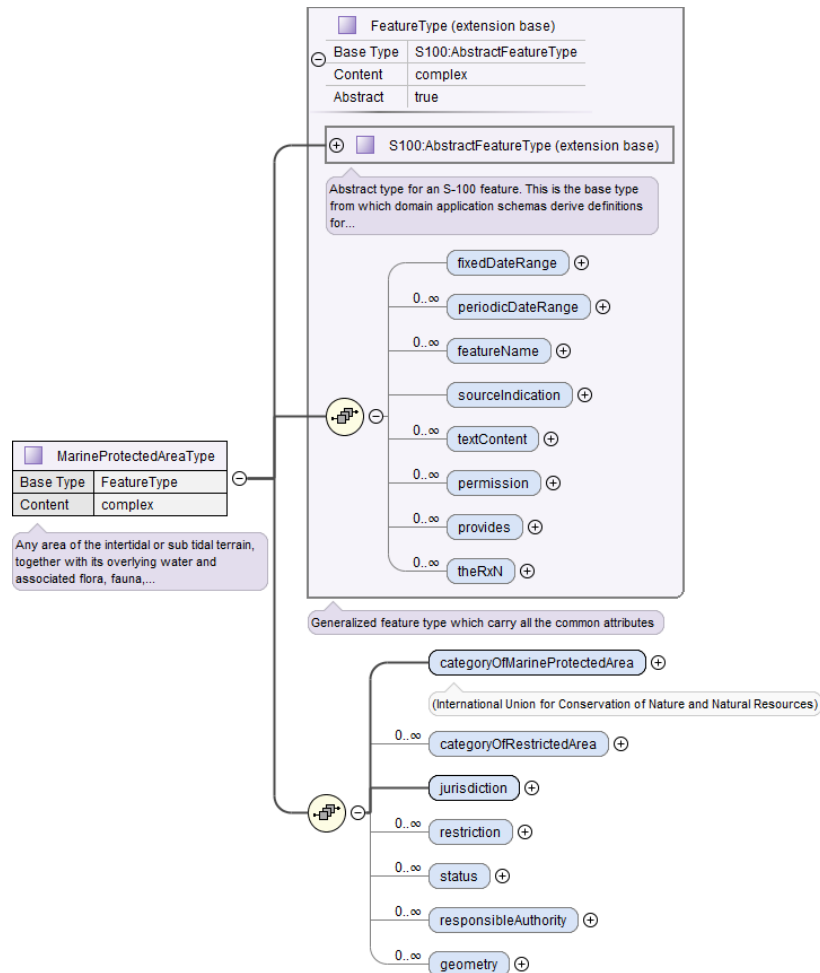 FeatureType (extension base)
Base Type S100:AbstractFeatureType
Content complex
Abstract true
S100:AbstractFeatureType (extension base)
Abstract type for an S-100 feature. This is the base type
from which domain application schemas derive definitions
for...
fixedDateRange
0..∞ periodicDateRange
0..∞ featureName
sourceIndication
0..∞ textContent
0..∞ permission
0..∞ provides
0..∞ theRxN
Generalized feature type which carry all the common attributes
MarineProtectedAreaType
Base Type FeatureType
Content complex
Any area of the intertidal or sub tidal terrain,
together with its overlying water and
associated flora, fauna,...
categoryOfMarineProtectedArea
(International Union for Conservation of Nature and Natural Resources)
0..∞ categoryOfRestrictedArea
jurisdiction
0..∞ restriction
0..∞ status
0..∞ responsibleAuthority
0..∞ geometry